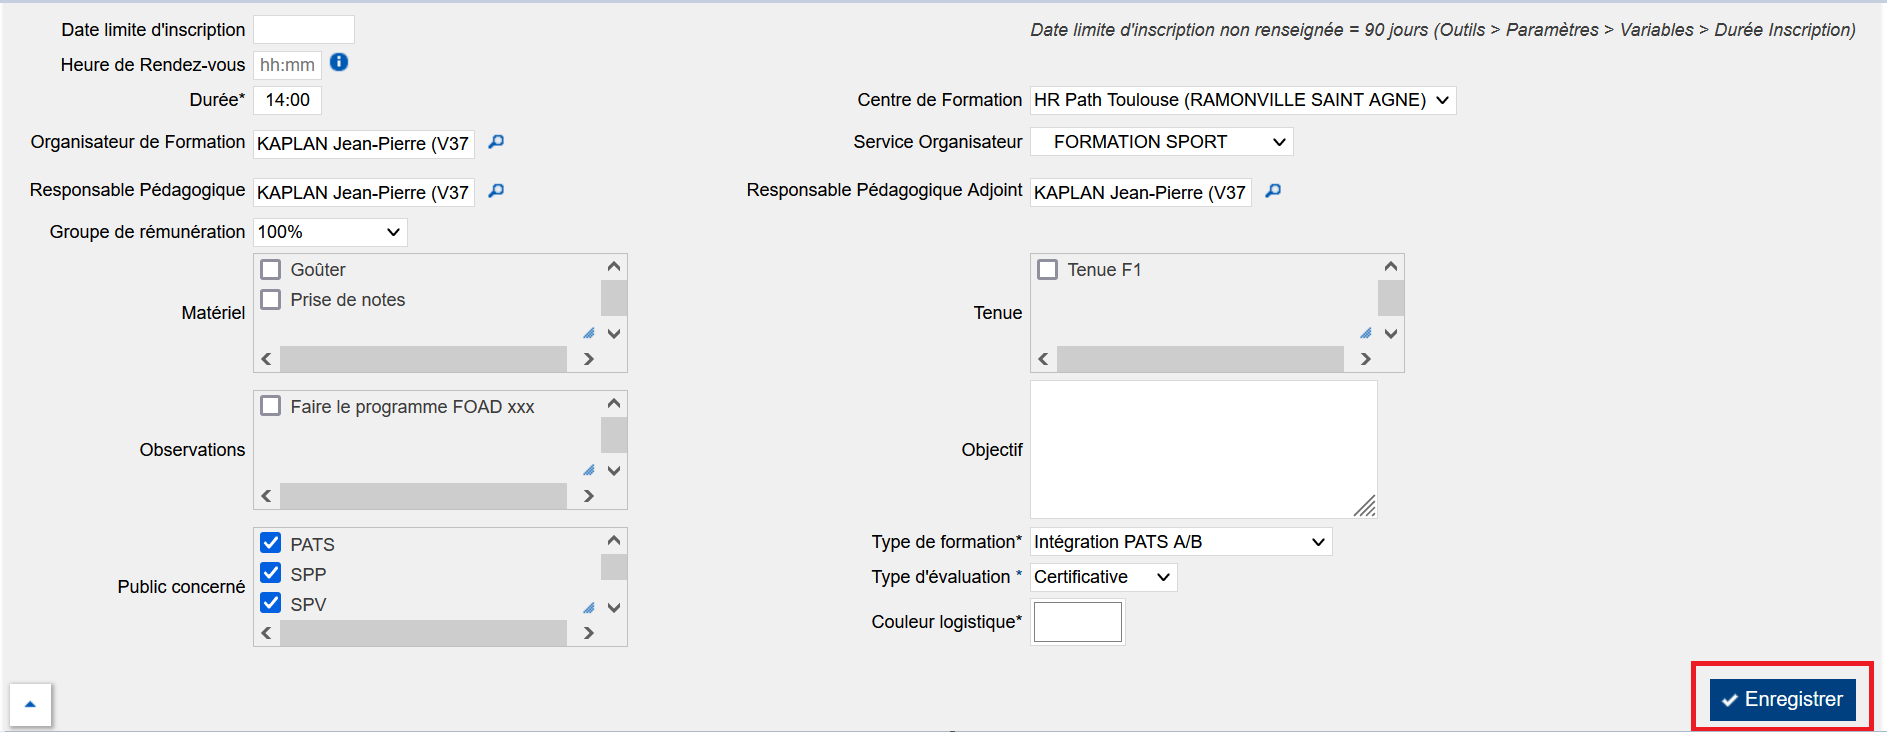 Date limite d'inscription
Date limite d'inscription non renseignée = 90 jours (Outils > Paramètres > Variables > Durée Inscription)
Heure de Rendez-vous hh:mm
Durée* 14:00
Centre de Formation HR Path Toulouse (RAMONVILLE SAINT AGNE)
Organisateur de Formation KAPLAN Jean-Pierre (V37
Service Organisateur FORMATION SPORT
Responsable Pédagogique KAPLAN Jean-Pierre (V37
Responsable Pédagogique Adjoint KAPLAN Jean-Pierre (V37
Groupe de rémunération 100%
Matériel
Goûter
Prise de notes
Tenue
Tenue F1
Observations
Faire le programme FOAD xxx
Objectif
Public concerné
PATS
SPP
SPV
Type de formation* Intégration PATS A/B
Type d'évaluation * Certificative
Couleur logistique*
Enregistrer